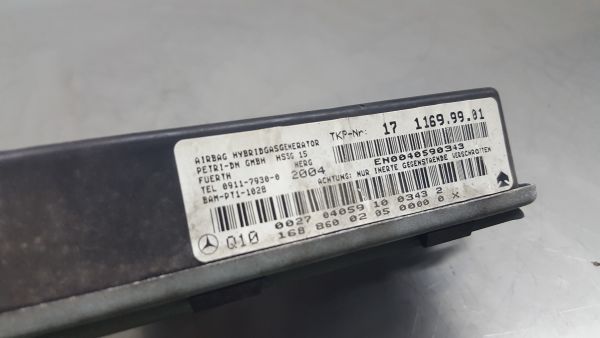 AIRBAG HYBRIDGASGENERATOR
PETRI-DN GMBH HSSG 15
FUERTH HERG
TEL 0911-7930-0 2004
BAM-PT1-1028
TKP-Nr: 17 1169.99.01
EN0040590343
ACHTUNG: NUR INERTE GEGENSTAENDE VERSCHROTTEN
Q10 0027 04059 10 0343 2
168 860 02 05 0000 0 X